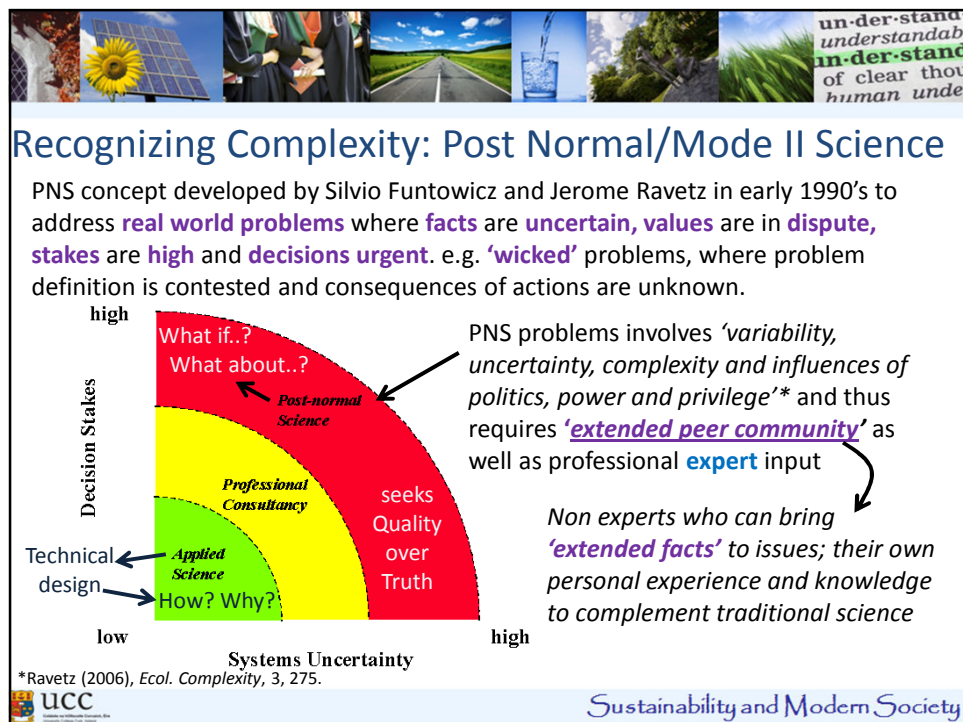 un·der·stand
understandab
un·der·stand
of clear thou
human unde
Recognizing Complexity: Post Normal/Mode II Science
PNS concept developed by Silvio Funtowicz and Jerome Ravetz in early 1990's to
address real world problems where facts are uncertain, values are in dispute,
stakes are high and decisions urgent. e.g. 'wicked' problems, where problem
definition is contested and consequences of actions are unknown.
high
What if..?
What about..?
Post-normal
Science
Decision Stakes
Professional
Consultancy
seeks
Quality
over
Truth
Technical
design
Applied
Science
How? Why?
low
high
Systems Uncertainty
PNS problems involves 'variability,
uncertainty, complexity and influences of
politics, power and privilege'* and thus
requires 'extended peer community' as
well as professional expert input
Non experts who can bring
'extended facts' to issues; their own
personal experience and knowledge
to complement traditional science
*Ravetz (2006), Ecol. Complexity, 3, 275.
UCC
Sustainability and Modern Society